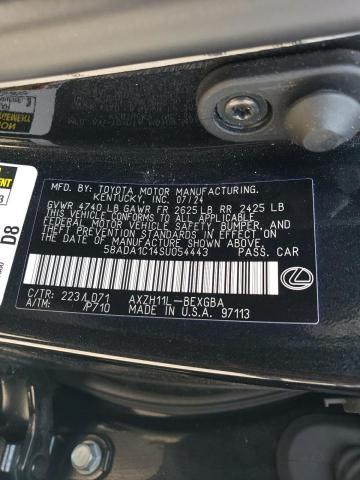 MFD. BY: TOYOTA MOTOR MANUFACTURING.
KENTUCKY, INC. 07/24
GVWR 4740 LB GAWR FR 2625 LB RR 2425 LB
THIS VEHICLE CONFORMS TO ALL APPLICABLE
FEDERAL MOTOR VEHICLE SAFETY, BUMPER, AND
THEFT PREVENTION STANDARDS IN EFFECT ON
THE DATE OF MANUFACTURE SHOWN ABOVE.
58ADA1C14SU054443 PASS. CAR
C/TR: 223/LD71 AXZH11L-BEXGBA
A/TM: /P710 MADE IN U.S.A. 97113
D8